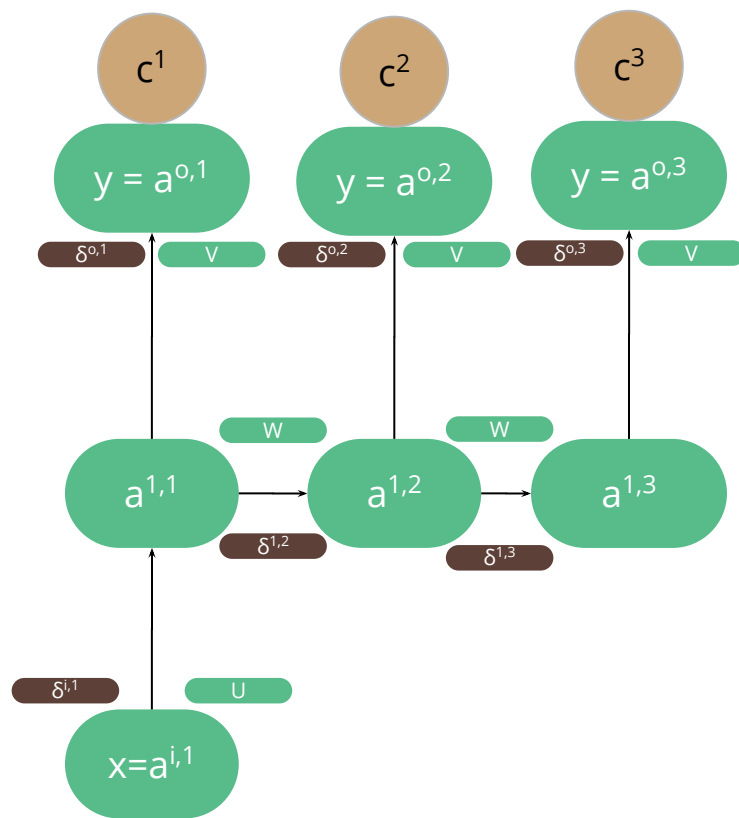 c¹ c² c³
y = aᵒ,¹ y = aᵒ,² y = aᵒ,³
δᵒ,¹ V δᵒ,² V δᵒ,³ V
W W
a¹,¹ a¹,² a¹,³
δ¹,² δ¹,³
δⁱ,¹ U
x=aⁱ,¹